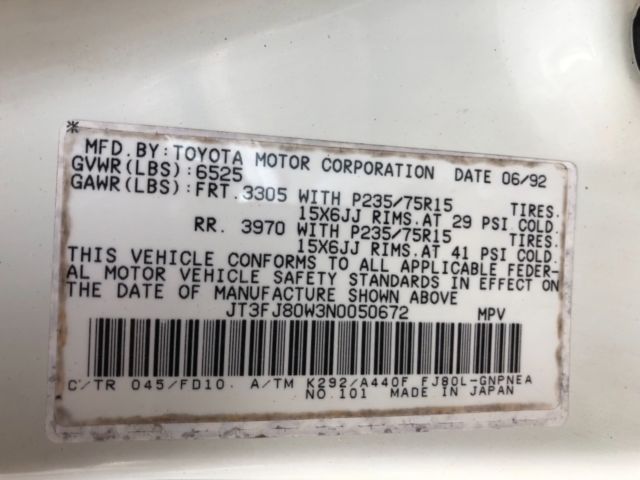 *
MFD.BY:TOYOTA MOTOR CORPORATION DATE 06/92
GVWR(LBS):6525
GAWR(LBS):FRT.3305 WITH P235/75R15 TIRES.
15X6JJ RIMS.AT 29 PSI COLD.
RR. 3970 WITH P235/75R15 TIRES.
15X6JJ RIMS.AT 41 PSI COLD.
THIS VEHICLE CONFORMS TO ALL APPLICABLE FEDER-
AL MOTOR VEHICLE SAFETY STANDARDS IN EFFECT ON
THE DATE OF MANUFACTURE SHOWN ABOVE
JT3FJ80W3N0050672 MPV
C/TR 045/FD10. A/TM K292/A440F FJ80L-GNPNEA
NO.101 MADE IN JAPAN